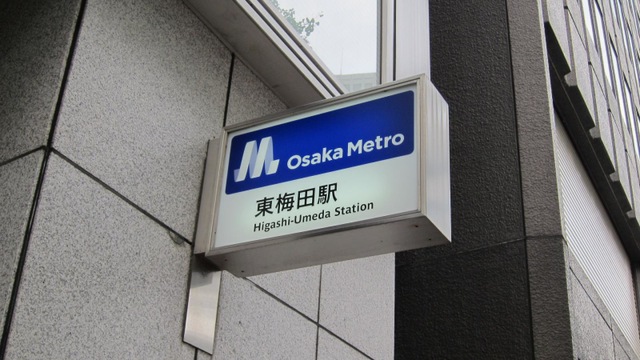 Osaka Metro
東梅田駅
Higashi-Umeda Station